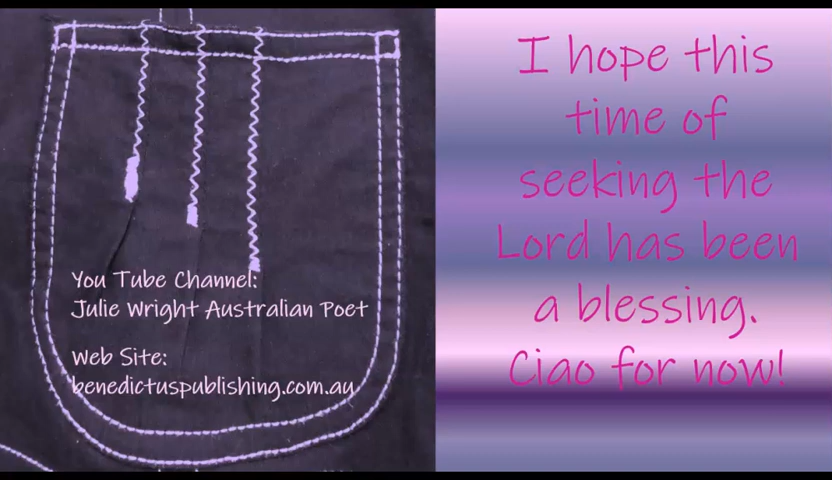 You Tube Channel:
Julie Wright Australian Poet
Web Site:
benedictuspublishing.com.au
I hope this
time of
seeking the
Lord has been
a blessing.
Ciao for now!